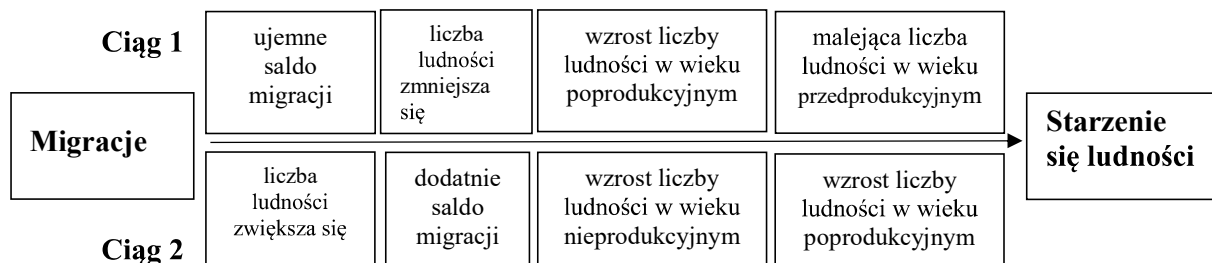 Ciąg 1
ujemne
saldo
migracji
liczba
ludności
zmniejsza
się
wzrost liczby
ludności w wieku
poprodukcyjnym
malejąca liczba
ludności w wieku
przedprodukcyjnym
Migracje
Starzenie
się ludności
liczba
ludności
zwiększa się
dodatnie
saldo
migracji
wzrost liczby
ludności w wieku
nieprodukcyjnym
wzrost liczby
ludności w wieku
poprodukcyjnym
Ciąg 2